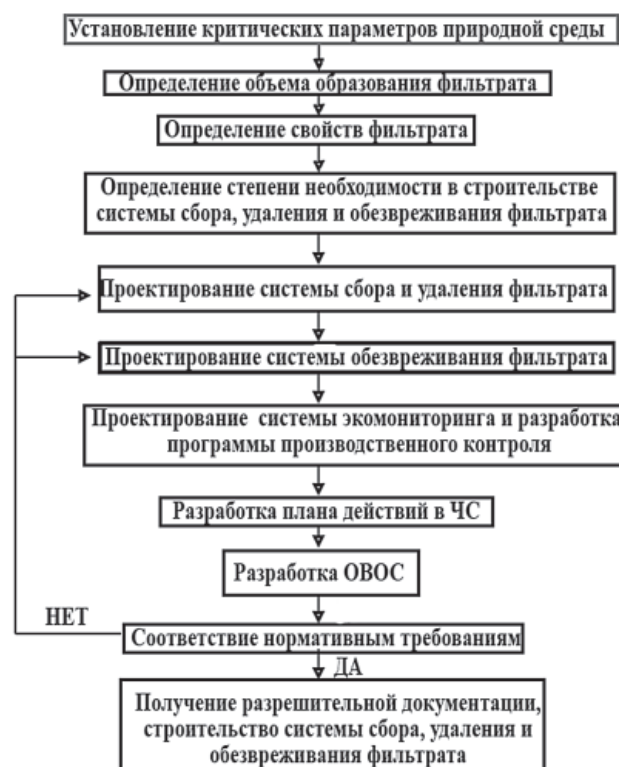 Установление критических параметров природной среды
Определение объема образования фильтрата
Определение свойств фильтрата
Определение степени необходимости в строительстве
системы сбора, удаления и обезвреживания фильтрата
Проектирование системы сбора и удаления фильтрата
Проектирование системы обезвреживания фильтрата
Проектирование системы экомониторинга и разработка
программы производственного контроля
Разработка плана действий в ЧС
Разработка ОВОС
НЕТ
Соответствие нормативным требованиям
ДА
Получение разрешительной документации,
строительство системы сбора, удаления и
обезвреживания фильтрата